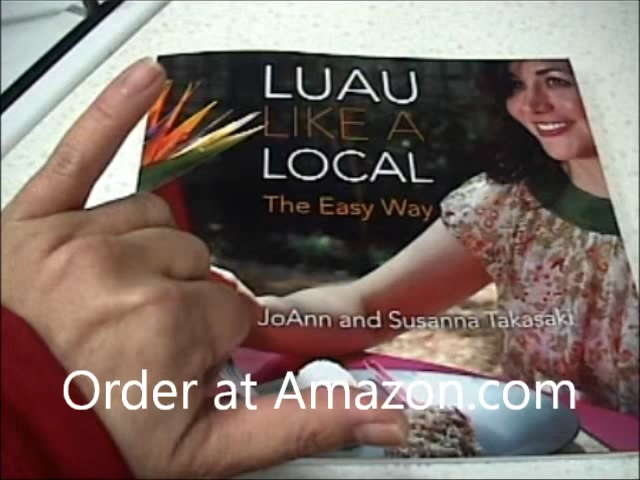 LUAU
LIKE A
LOCAL
The Easy Way
JoAnn and Susanna Takasaki
Order at Amazon.com